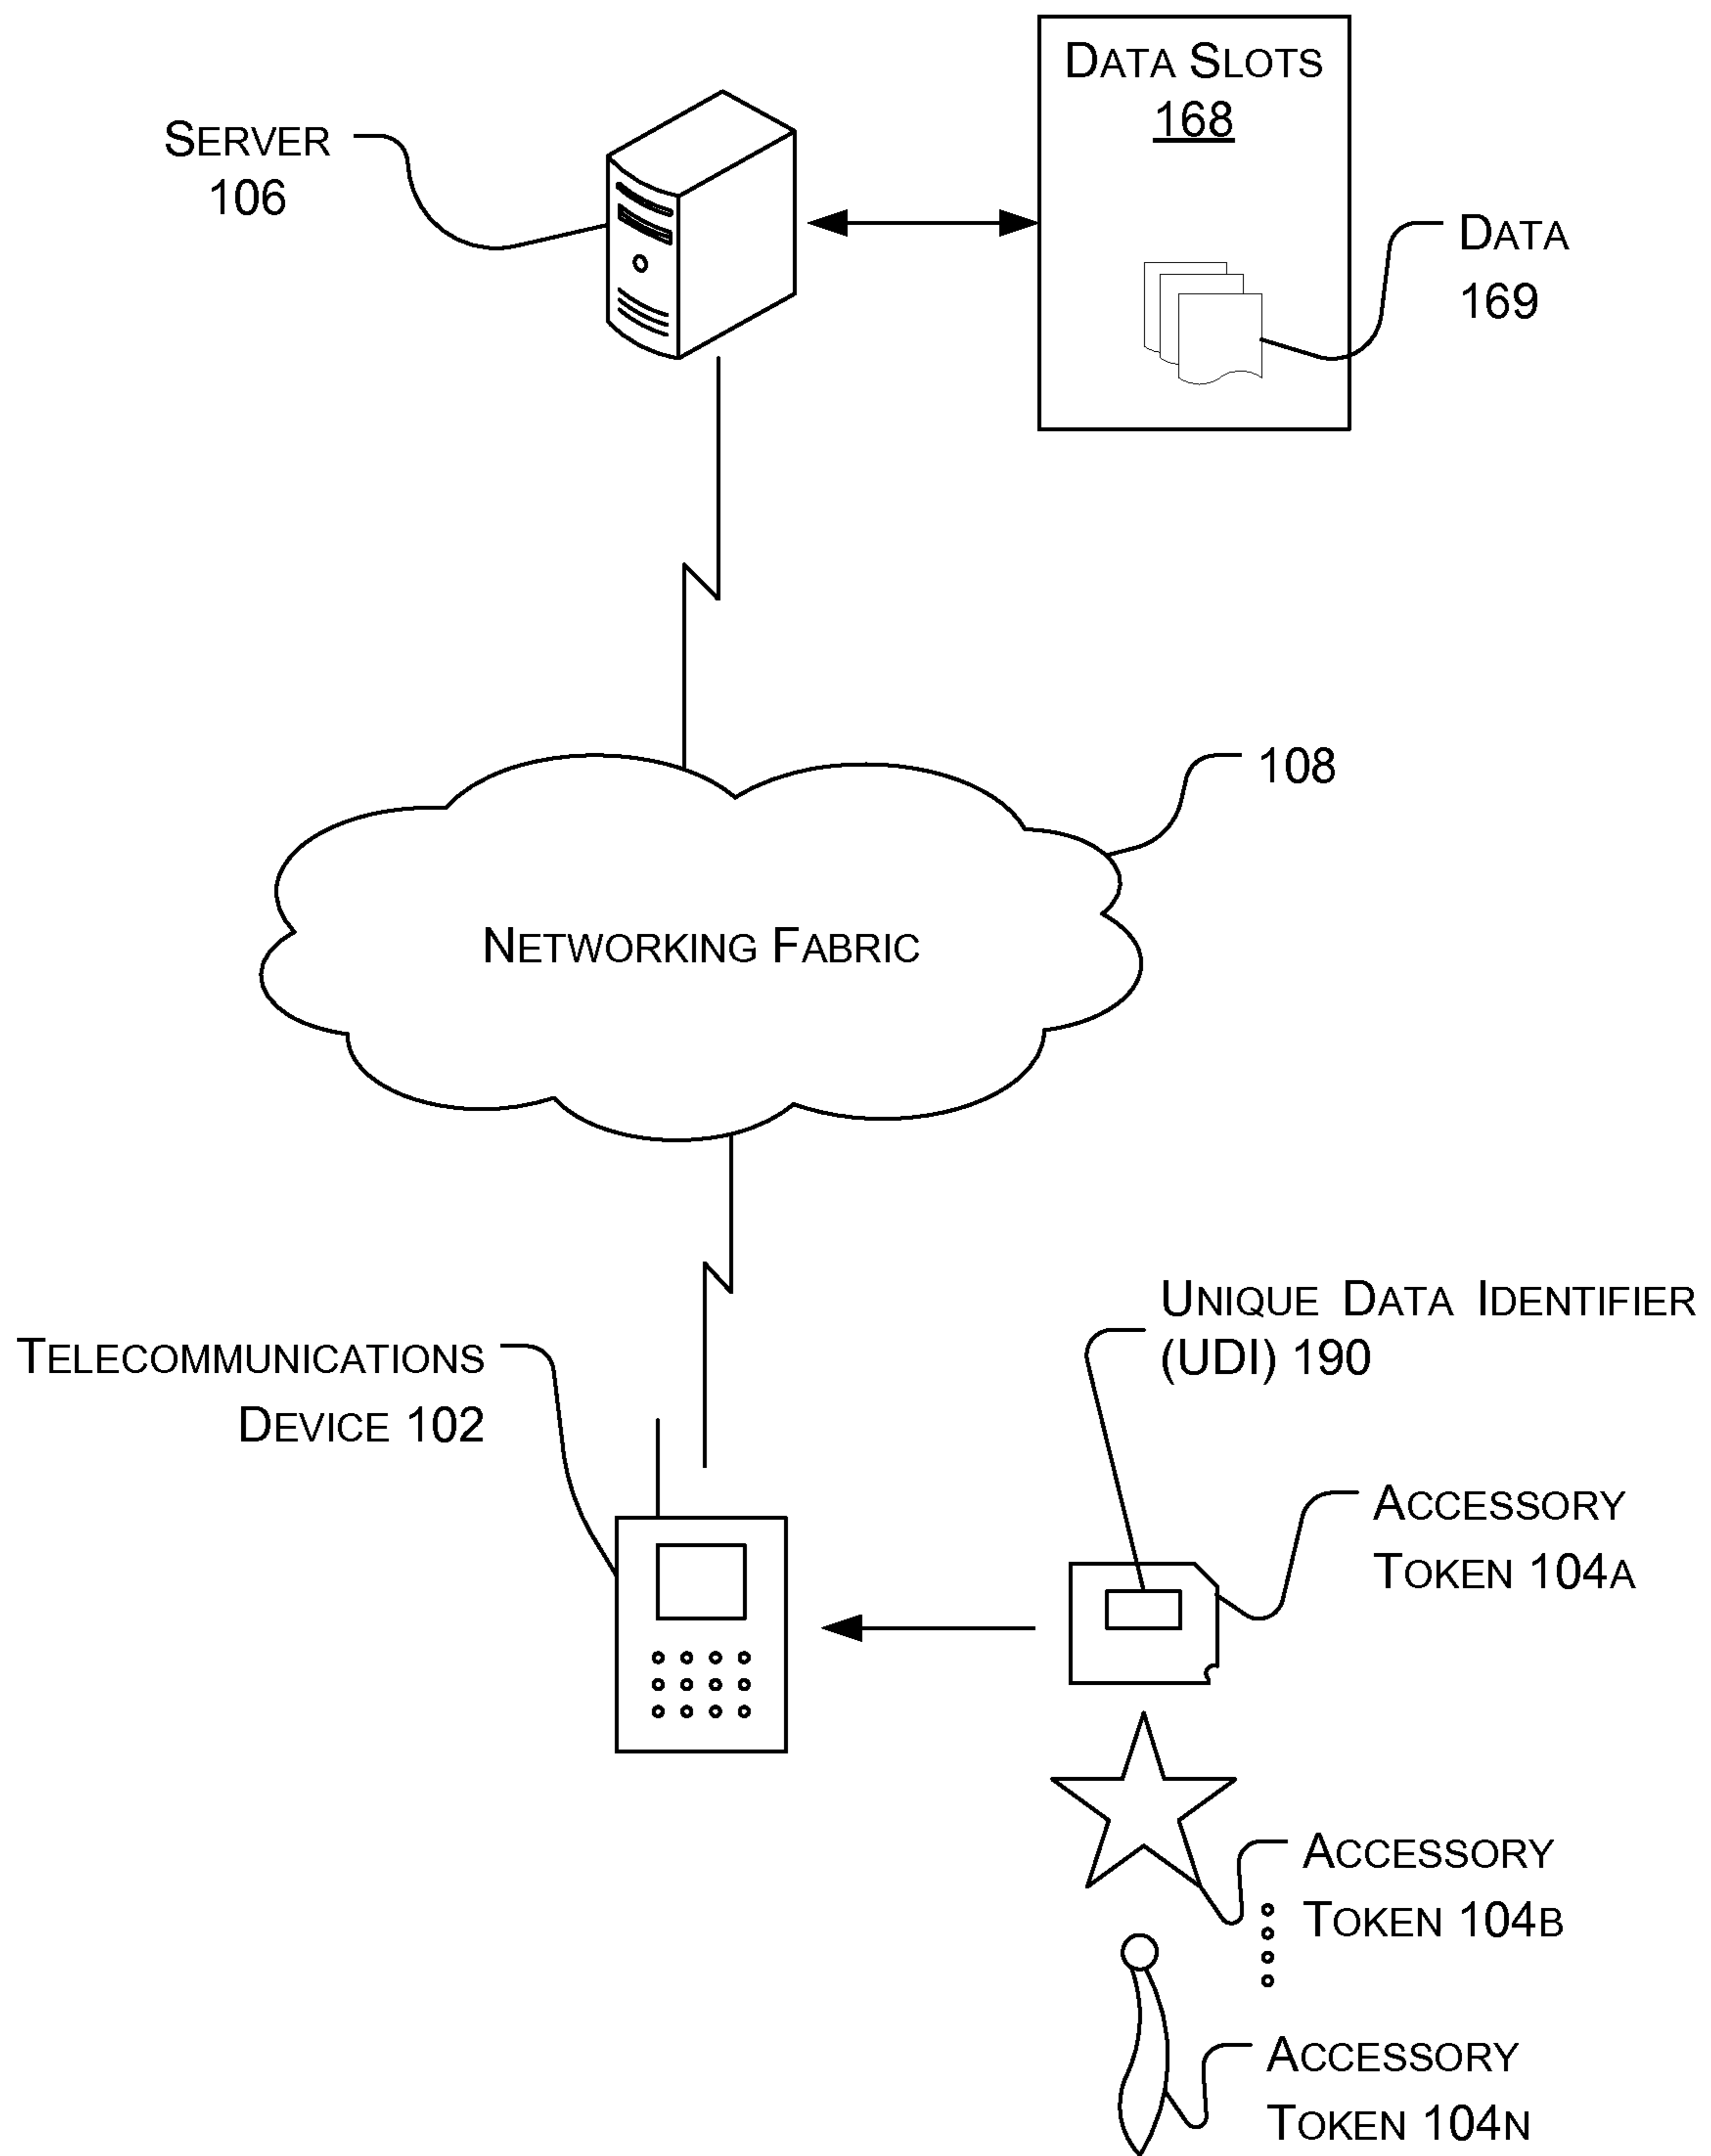 DATA SLOTS
168
SERVER
106
DATA
169
108
NETWORKING FABRIC
UNIQUE DATA IDENTIFIER
(UDI) 190
TELECOMMUNICATIONS
DEVICE 102
ACCESSORY
TOKEN 104A
ACCESSORY
TOKEN 104B
ACCESSORY
TOKEN 104N